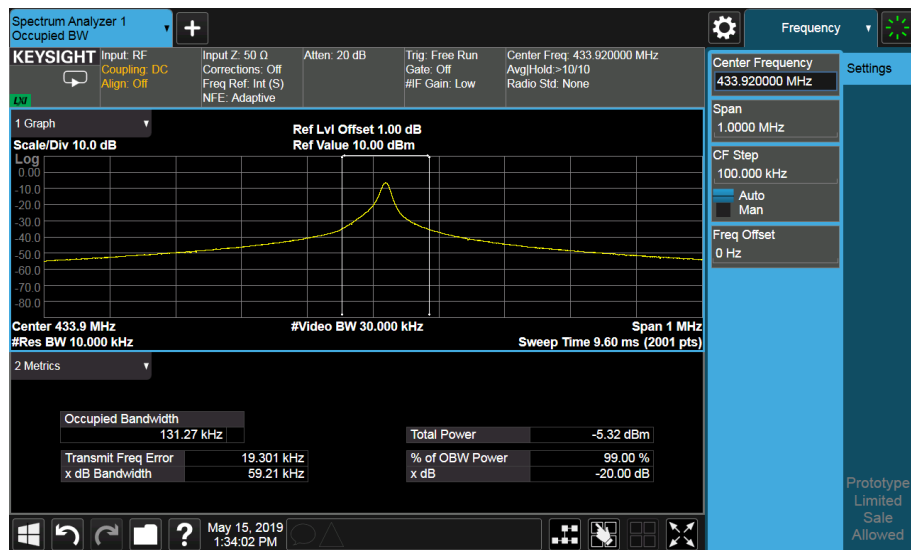 Spectrum Analyzer 1
Occupied BW
Frequency
KEYSIGHT
LXI
Input: RF
Coupling: DC
Align: Off
Input Z: 50 Ω
Corrections: Off
Freq Ref: Int (S)
NFE: Adaptive
Atten: 20 dB
Trig: Free Run
Gate: Off
#IF Gain: Low
Center Freq: 433.920000 MHz
Avg|Hold:>10/10
Radio Std: None
Center Frequency
433.920000 MHz
Settings
Span
1.0000 MHz
CF Step
100.000 kHz
Auto
Man
Freq Offset
0 Hz
1 Graph
Scale/Div 10.0 dB
Ref Lvl Offset 1.00 dB
Ref Value 10.00 dBm
Log
0.00
-10.0
-20.0
-30.0
-40.0
-50.0
-60.0
-70.0
-80.0
Center 433.9 MHz
#Video BW 30.000 kHz
Span 1 MHz
#Res BW 10.000 kHz
Sweep Time 9.60 ms (2001 pts)
2 Metrics
Occupied Bandwidth
131.27 kHz
Total Power -5.32 dBm
Transmit Freq Error 19.301 kHz
% of OBW Power 99.00 %
x dB Bandwidth 59.21 kHz
x dB -20.00 dB
Prototype
Limited
Sale
Allowed
?
May 15, 2019
1:34:02 PM